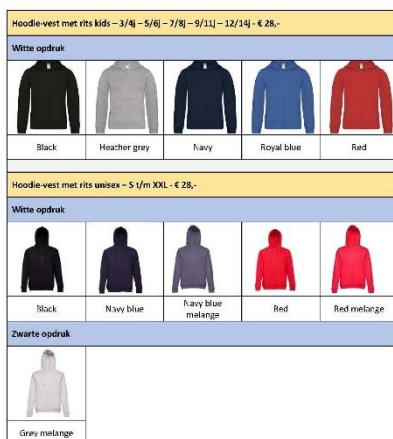 Hoodie-vest met rits kids – 3/4j – 5/6j – 7/8j – 9/11j – 12/14j - € 28,-
Witte opdruk
Black Heather grey Navy Royal blue Red
Hoodie-vest met rits unisex – S t/m XXL - € 28,-
Witte opdruk
Black Navy blue Navy blue melange Red Red melange
Zwarte opdruk
Grey melange